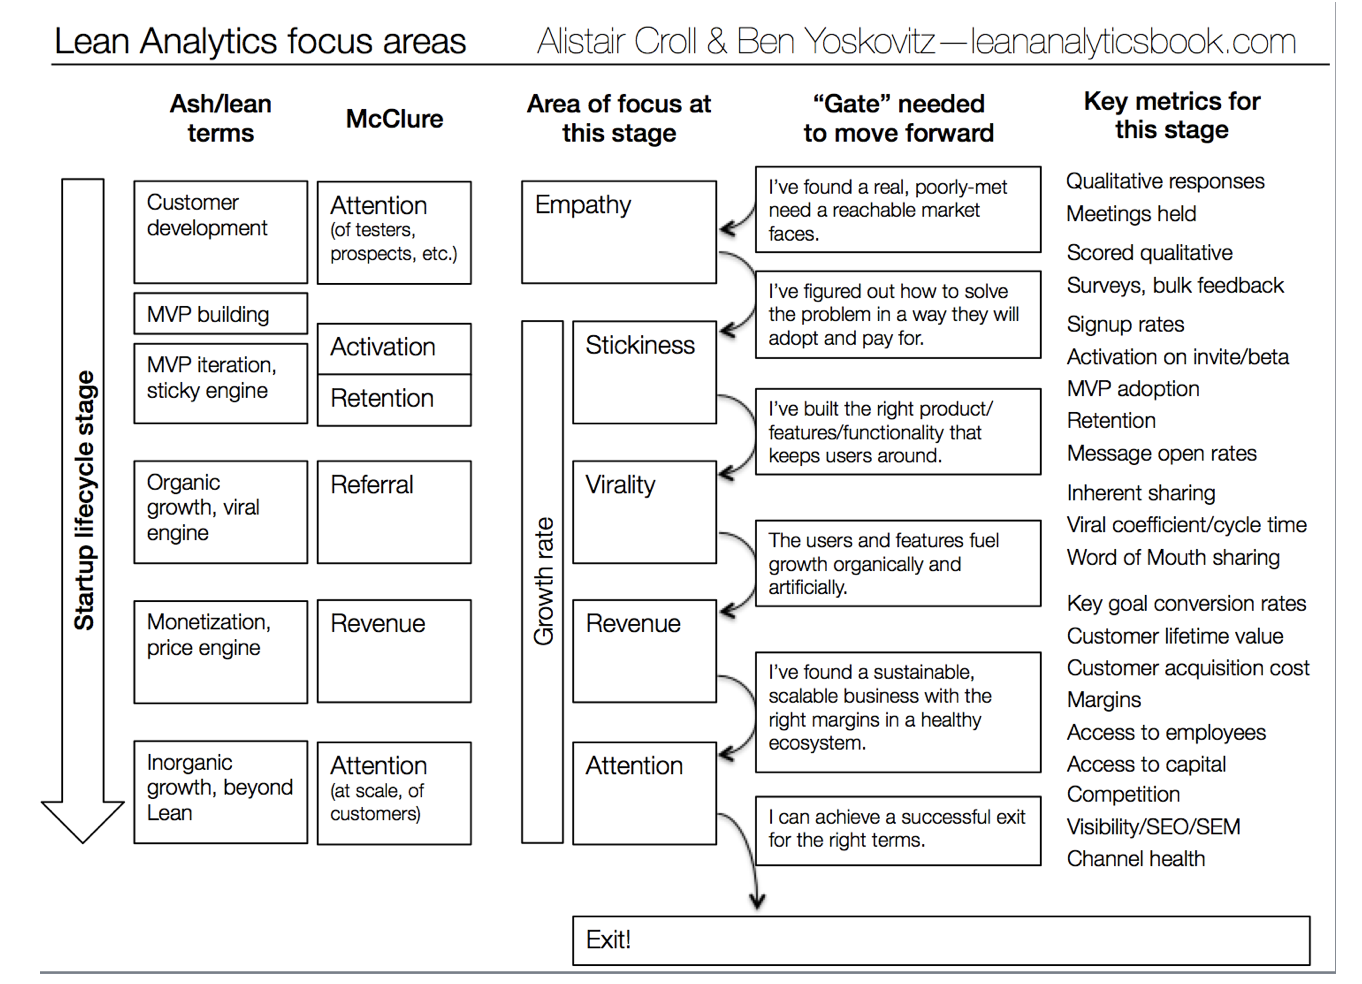 Lean Analytics focus areas
Alistair Croll & Ben Yoskovitz—leananalyticsbook.com
Ash/lean
terms
McClure
Area of focus at
this stage
“Gate” needed
to move forward
Key metrics for
this stage
Startup lifecycle stage
Customer
development
MVP building
MVP iteration,
sticky engine
Organic
growth, viral
engine
Monetization,
price engine
Inorganic
growth, beyond
Lean
Attention
(of testers,
prospects, etc.)
Activation
Retention
Referral
Revenue
Attention
(at scale, of
customers)
Growth rate
Empathy
Stickiness
Virality
Revenue
Attention
I’ve found a real, poorly-met
need a reachable market
faces.
I’ve figured out how to solve
the problem in a way they will
adopt and pay for.
I’ve built the right product/
features/functionality that
keeps users around.
The users and features fuel
growth organically and
artificially.
I’ve found a sustainable,
scalable business with the
right margins in a healthy
ecosystem.
I can achieve a successful exit
for the right terms.
Qualitative responses
Meetings held
Scored qualitative
Surveys, bulk feedback
Signup rates
Activation on invite/beta
MVP adoption
Retention
Message open rates
Inherent sharing
Viral coefficient/cycle time
Word of Mouth sharing
Key goal conversion rates
Customer lifetime value
Customer acquisition cost
Margins
Access to employees
Access to capital
Competition
Visibility/SEO/SEM
Channel health
Exit!